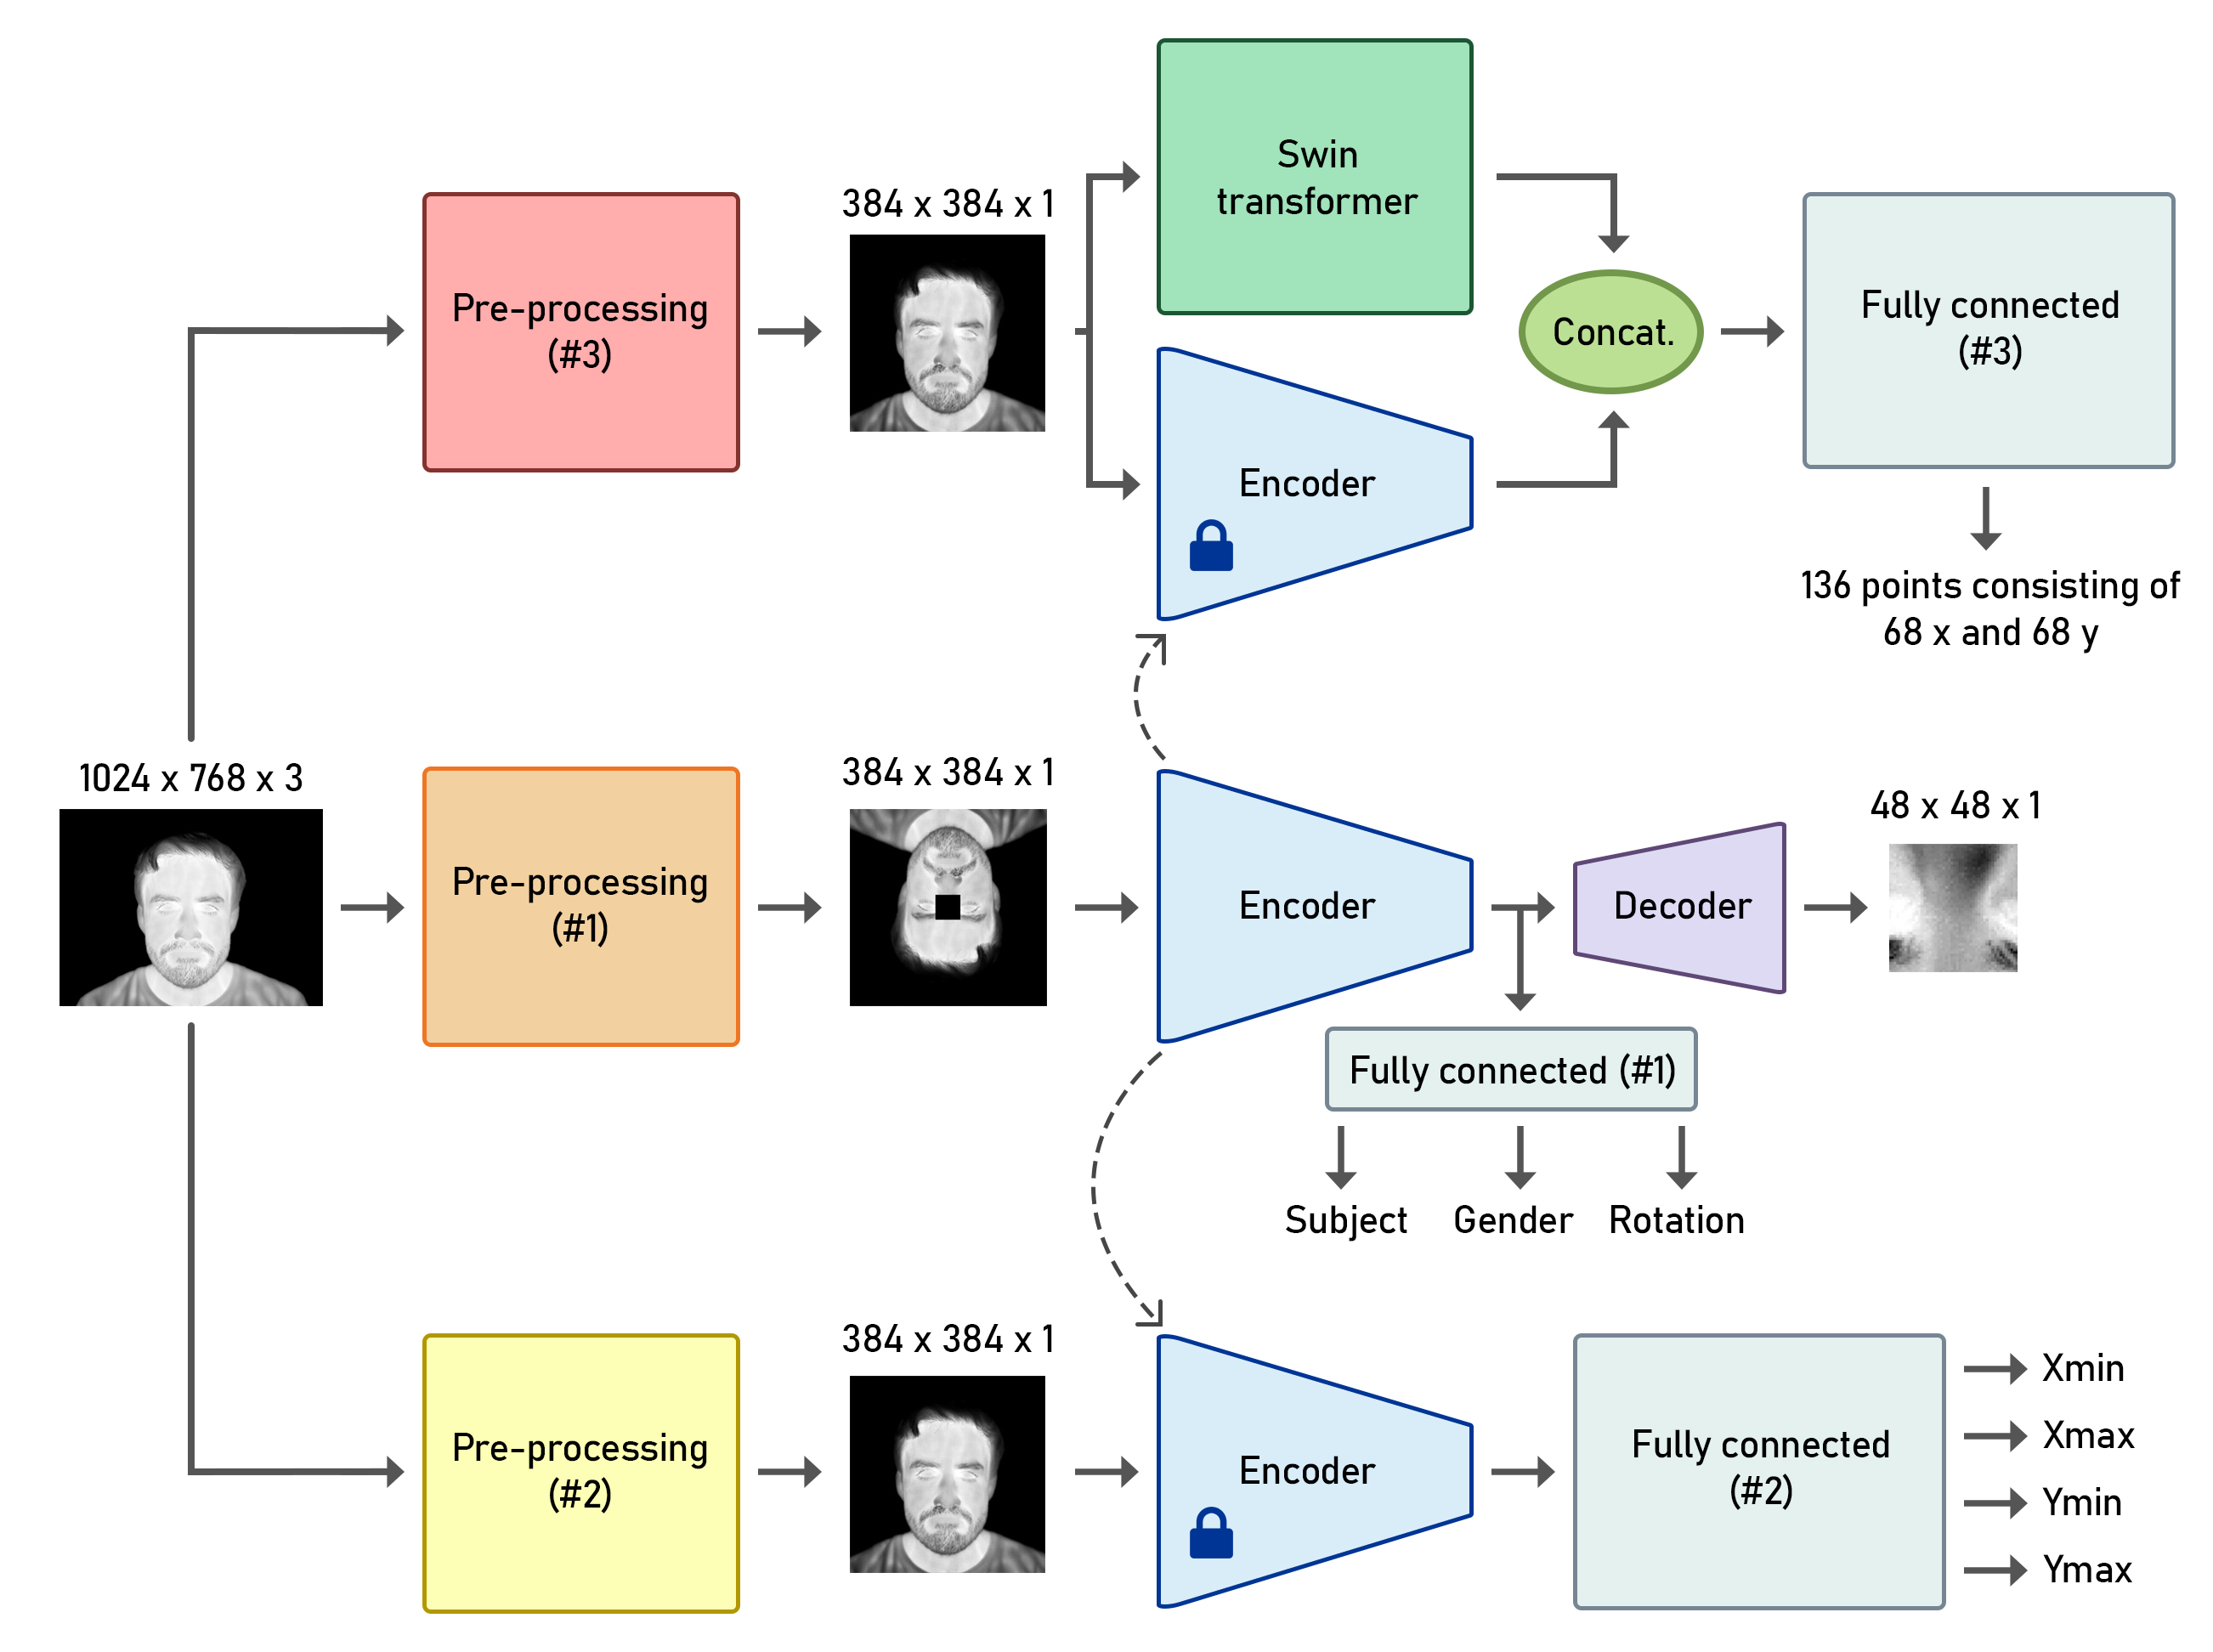 Swin
transformer
384 x 384 x 1
Pre-processing
(#3)
Concat.
Fully connected
(#3)
Encoder
136 points consisting of
68 x and 68 y
1024 x 768 x 3
384 x 384 x 1
48 x 48 x 1
Pre-processing
(#1)
Encoder
Decoder
Fully connected (#1)
Subject
Gender
Rotation
384 x 384 x 1
Pre-processing
(#2)
Encoder
Fully connected
(#2)
Xmin
Xmax
Ymin
Ymax